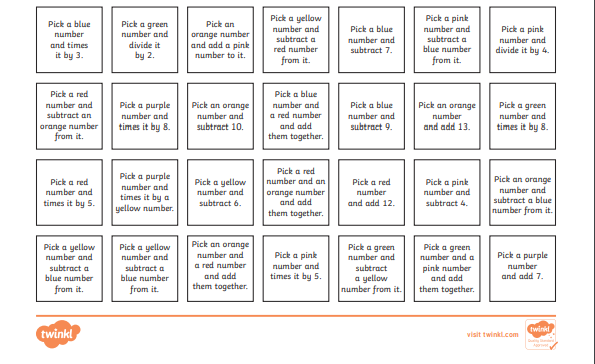 Pick a blue
number
and times
it by 3.
Pick a green
number and
divide it
by 2.
Pick an
orange number
and add a pink
number to it.
Pick a yellow
number and
subtract a
red number
from it.
Pick a blue
number and
subtract 7.
Pick a pink
number and
subtract a
blue number
from it.
Pick a pink
number and
divide it by 4.
Pick a red
number and
subtract an
orange number
from it.
Pick a purple
number and
times it by 8.
Pick an orange
number and
subtract 10.
Pick a blue
number and
a red number
and add
them together.
Pick a blue
number and
subtract 9.
Pick an orange
number
and add 13.
Pick a green
number and
times it by 8.
Pick a red
number and
times it by 5.
Pick a purple
number and
times it by a
yellow number.
Pick a yellow
number and
subtract 6.
Pick a red
number and an
orange number
and add
them together.
Pick a red
number
and add 12.
Pick a pink
number and
subtract 4.
Pick an orange
number and
subtract a blue
number from it.
Pick a yellow
number and
subtract a
blue number
from it.
Pick a yellow
number and
subtract a
blue number
from it.
Pick an orange
number and
a red number
and add
them together.
Pick a pink
number and
times it by 5.
Pick a green
number and
subtract
a yellow
number from it.
Pick a green
number and a
pink number
and add
them together.
Pick a purple
number
and add 7.
twinkl
visit twinkl.com
twinkl
Quality Standard
Approved